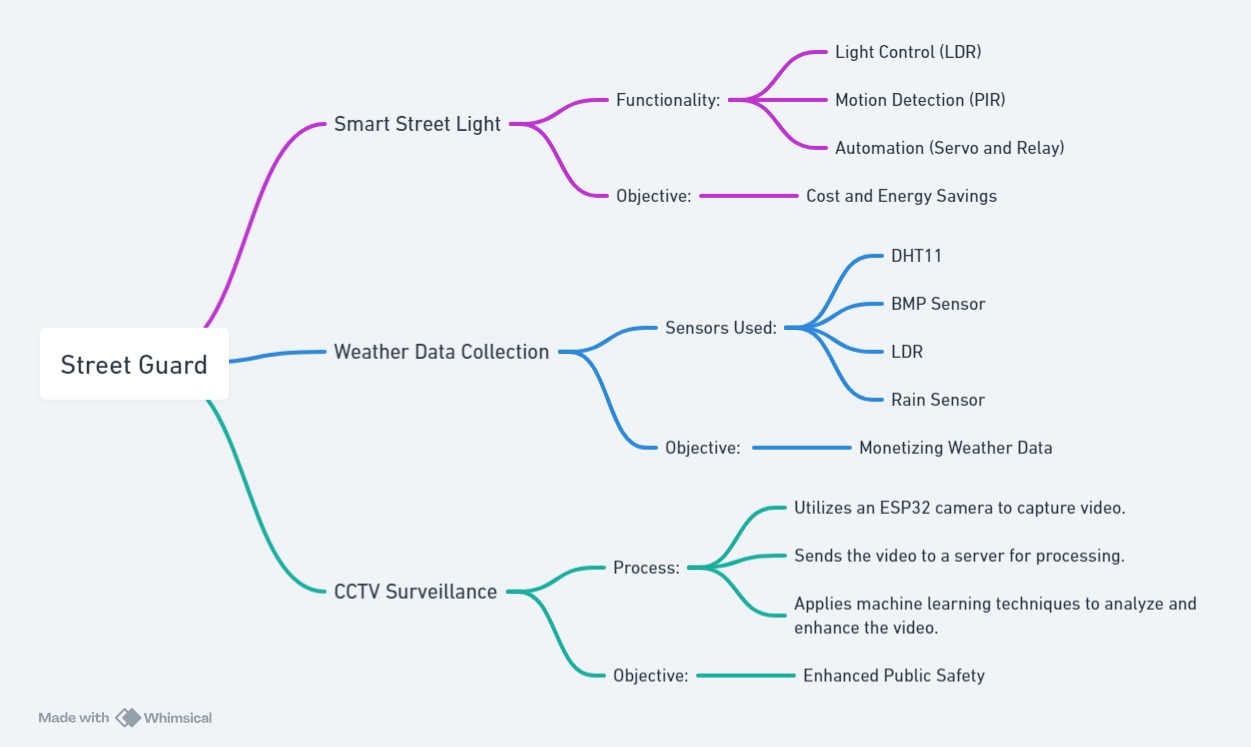 Street Guard
Smart Street Light
Functionality:
Light Control (LDR)
Motion Detection (PIR)
Automation (Servo and Relay)
Objective:
Cost and Energy Savings
Weather Data Collection
Sensors Used:
DHT11
BMP Sensor
LDR
Rain Sensor
Objective:
Monetizing Weather Data
CCTV Surveillance
Process:
Utilizes an ESP32 camera to capture video.
Sends the video to a server for processing.
Applies machine learning techniques to analyze and
enhance the video.
Objective:
Enhanced Public Safety
Made with Whimsical